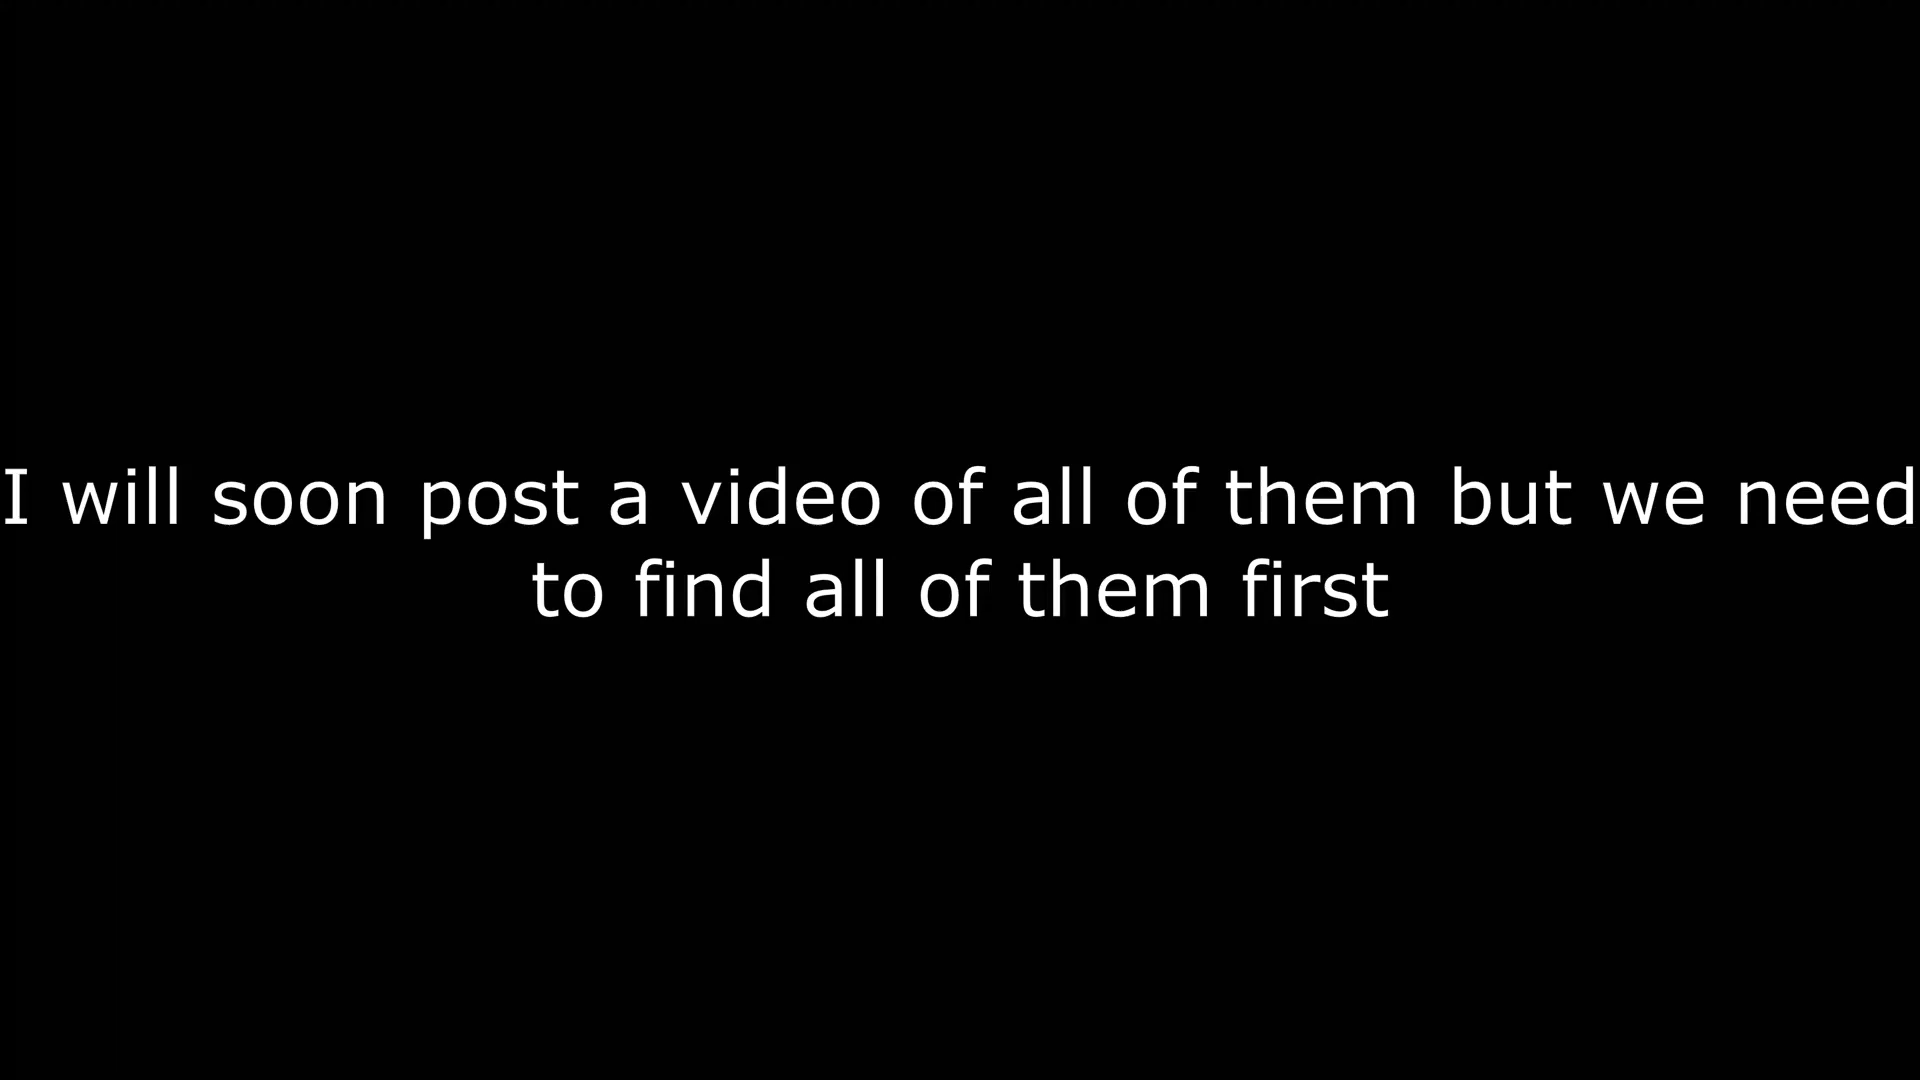 I will soon post a video of all of them but we need
to find all of them first